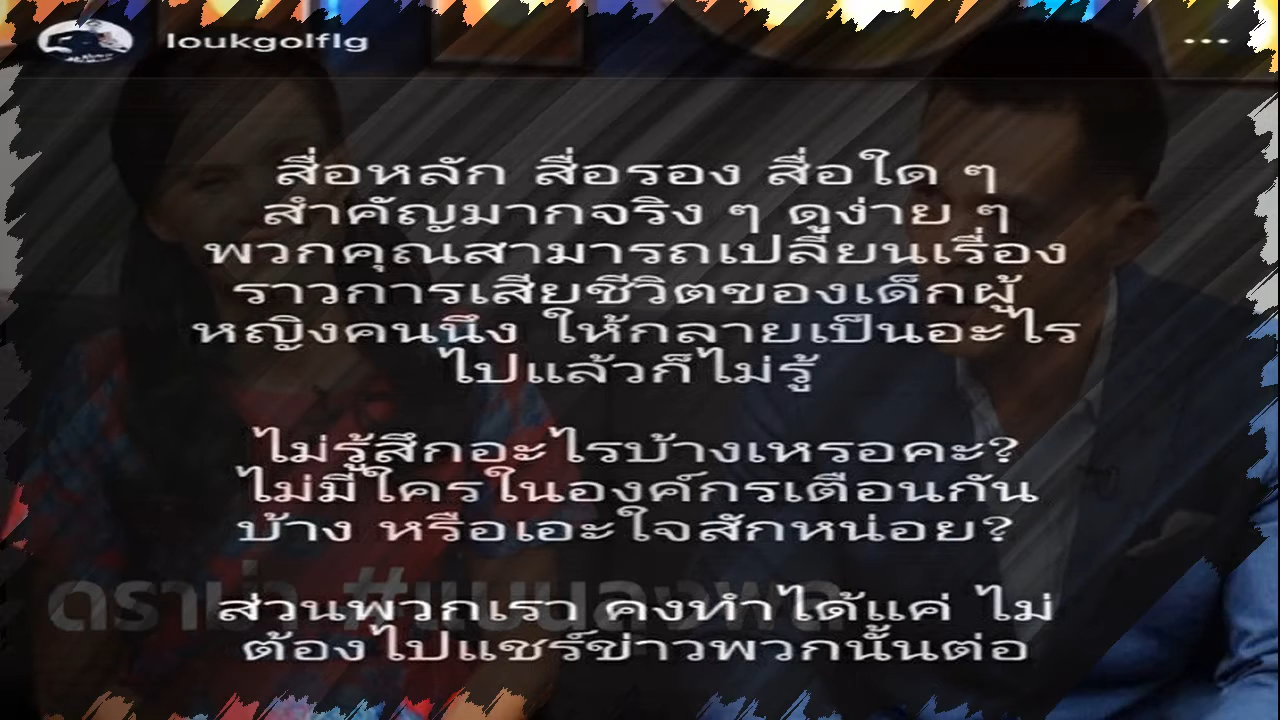 loukgolflg
สื่อหลัก สื่อรอง สื่อใด ๆ
สำคัญมากจริง ๆ ดูง่าย ๆ
พวกคุณสามารถเปลี่ยนเรื่อง
ราวการเสียชีวิตของเด็กผู้
หญิงคนนึง ให้กลายเป็นอะไร
ไปแล้วก็ไม่รู้
ไม่รู้สึกอะไรบ้างเหรอคะ?
ไม่มีใครในองค์กรเตือนกัน
บ้าง หรือเอะใจสักหน่อย?
ส่วนพวกเรา คงทำได้แค่ ไม่
ต้องไปแชร์ข่าวพวกนั้นต่อ